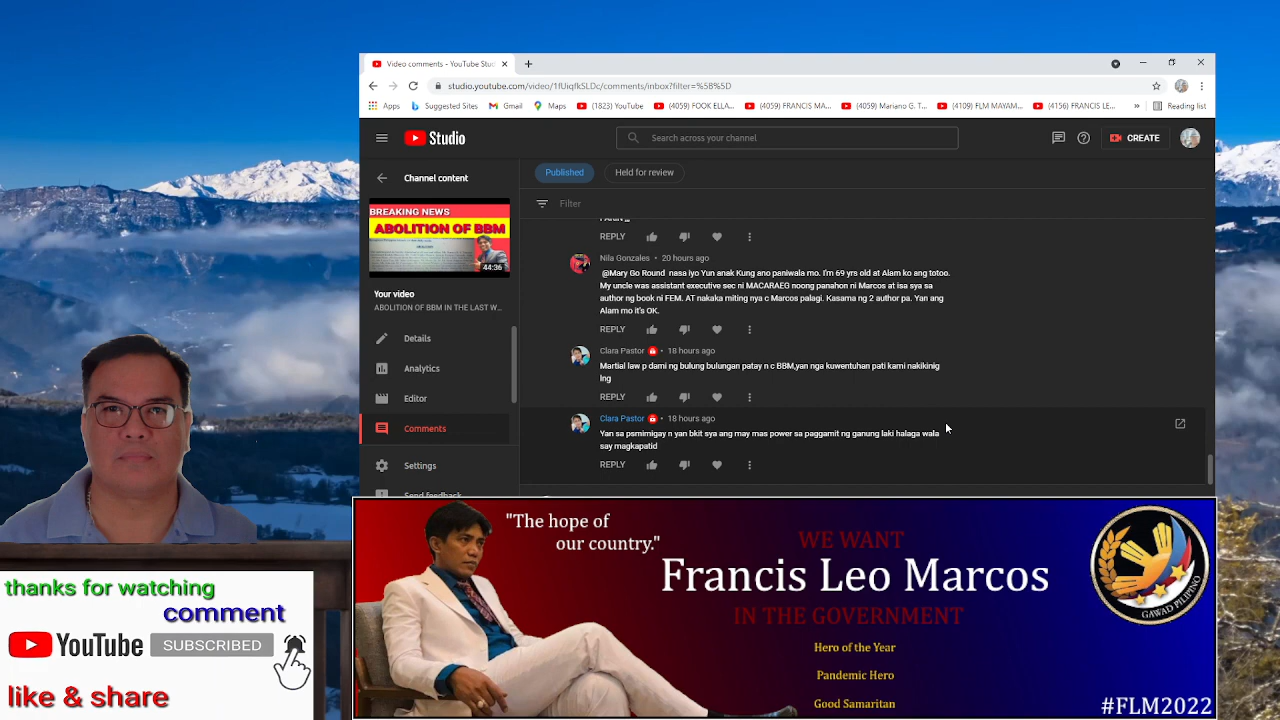 Video comments - YouTube Stu
studio.youtube.com/video/1fUiqfkSLDc/comments/inbox?filter=%5B%5D
Apps
Suggested Sites
Gmail
Maps
(1823) YouTube
(4059) FOOK ELLA...
(4059) FRANCIS MA...
(4059) Mariano G. T...
(4109) FLM MAYAM...
(4156) FRANCIS LE...
»
Reading list
Studio
Search across your channel
CREATE
Channel content
Published
Held for review
Filter
BREAKING NEWS
ABOLITION OF BBM
44:36
Your video
ABOLITION OF BBM IN THE LAST W...
Details
Analytics
Editor
Comments
Settings
Send feedback
REPLY
Nila Gonzales • 20 hours ago
@Mary Go Round nasa iyo Yun anak Kung ano paniwala mo. I'm 69 yrs old at Alam ko ang totoo.
My uncle was assistant executive sec ni MACARAEG noong panahon ni Marcos at isa sya sa
author ng book ni FEM. AT nakaka miting nya c Marcos palagi. Kasama ng 2 author pa. Yan ang
Alam mo it's OK.
REPLY
Clara Pastor • 18 hours ago
Martial law p dami ng bulung bulungan patay n c BBM,yan nga kuwentuhan pati kami nakikinig
lng
REPLY
Clara Pastor • 18 hours ago
Yan sa psmimigay n yan bkit sya ang may mas power sa paggamit ng ganung laki halaga wala
say magkapatid
REPLY
thanks for watching
comment
YouTube
SUBSCRIBED
like & share
"The hope of
our country."
WE WANT
Francis Leo Marcos
IN THE GOVERNMENT
Hero of the Year
Pandemic Hero
Good Samaritan
GAWAD PILIPINO
#FLM2022